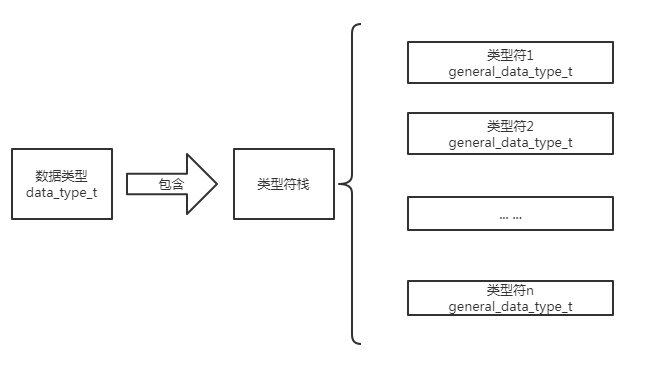 数据类型
data_type_t
包含
类型符栈
类型符1
general_data_type_t
类型符2
general_data_type_t
... ...
类型符n
general_data_type_t